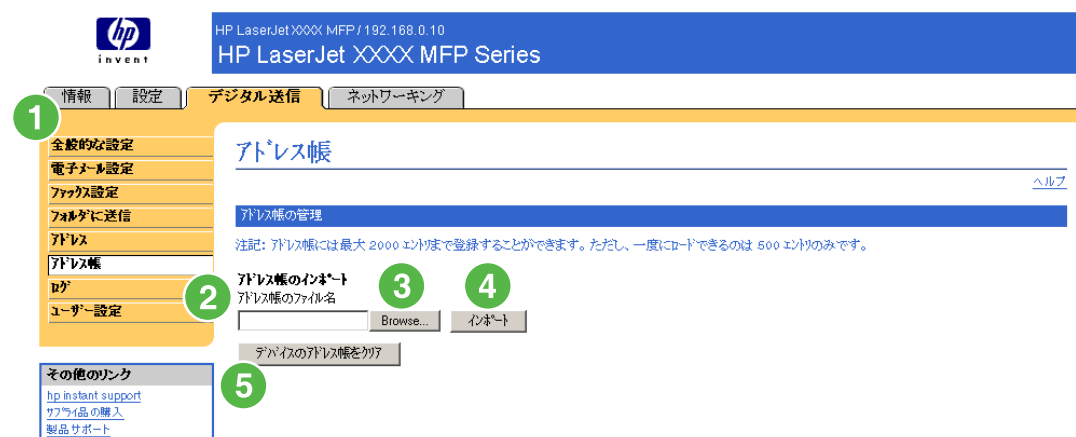 hp
invent
HP LaserJet XXXX MFP / 192.168.0.10
HP LaserJet XXXX MFP Series
情報 設定 デジタル送信 ネットワーキング
1
全般的な設定
電子メール設定
ファックス設定
フォルダに送信
アドレス
アドレス帳
ログ
ユーザー設定
2
その他のリンク
hp instant support
サプライ品の購入
製品サポート
アドレス帳
ヘルプ
アドレス帳の管理
注記: アドレス帳には最大 2000 エントリまで登録することができます。ただし、一度にロードできるのは 500 エントリのみです。
アドレス帳のインポート
アドレス帳のファイル名
3 4
Browse... インポート
デバイスのアドレス帳をクリア
5